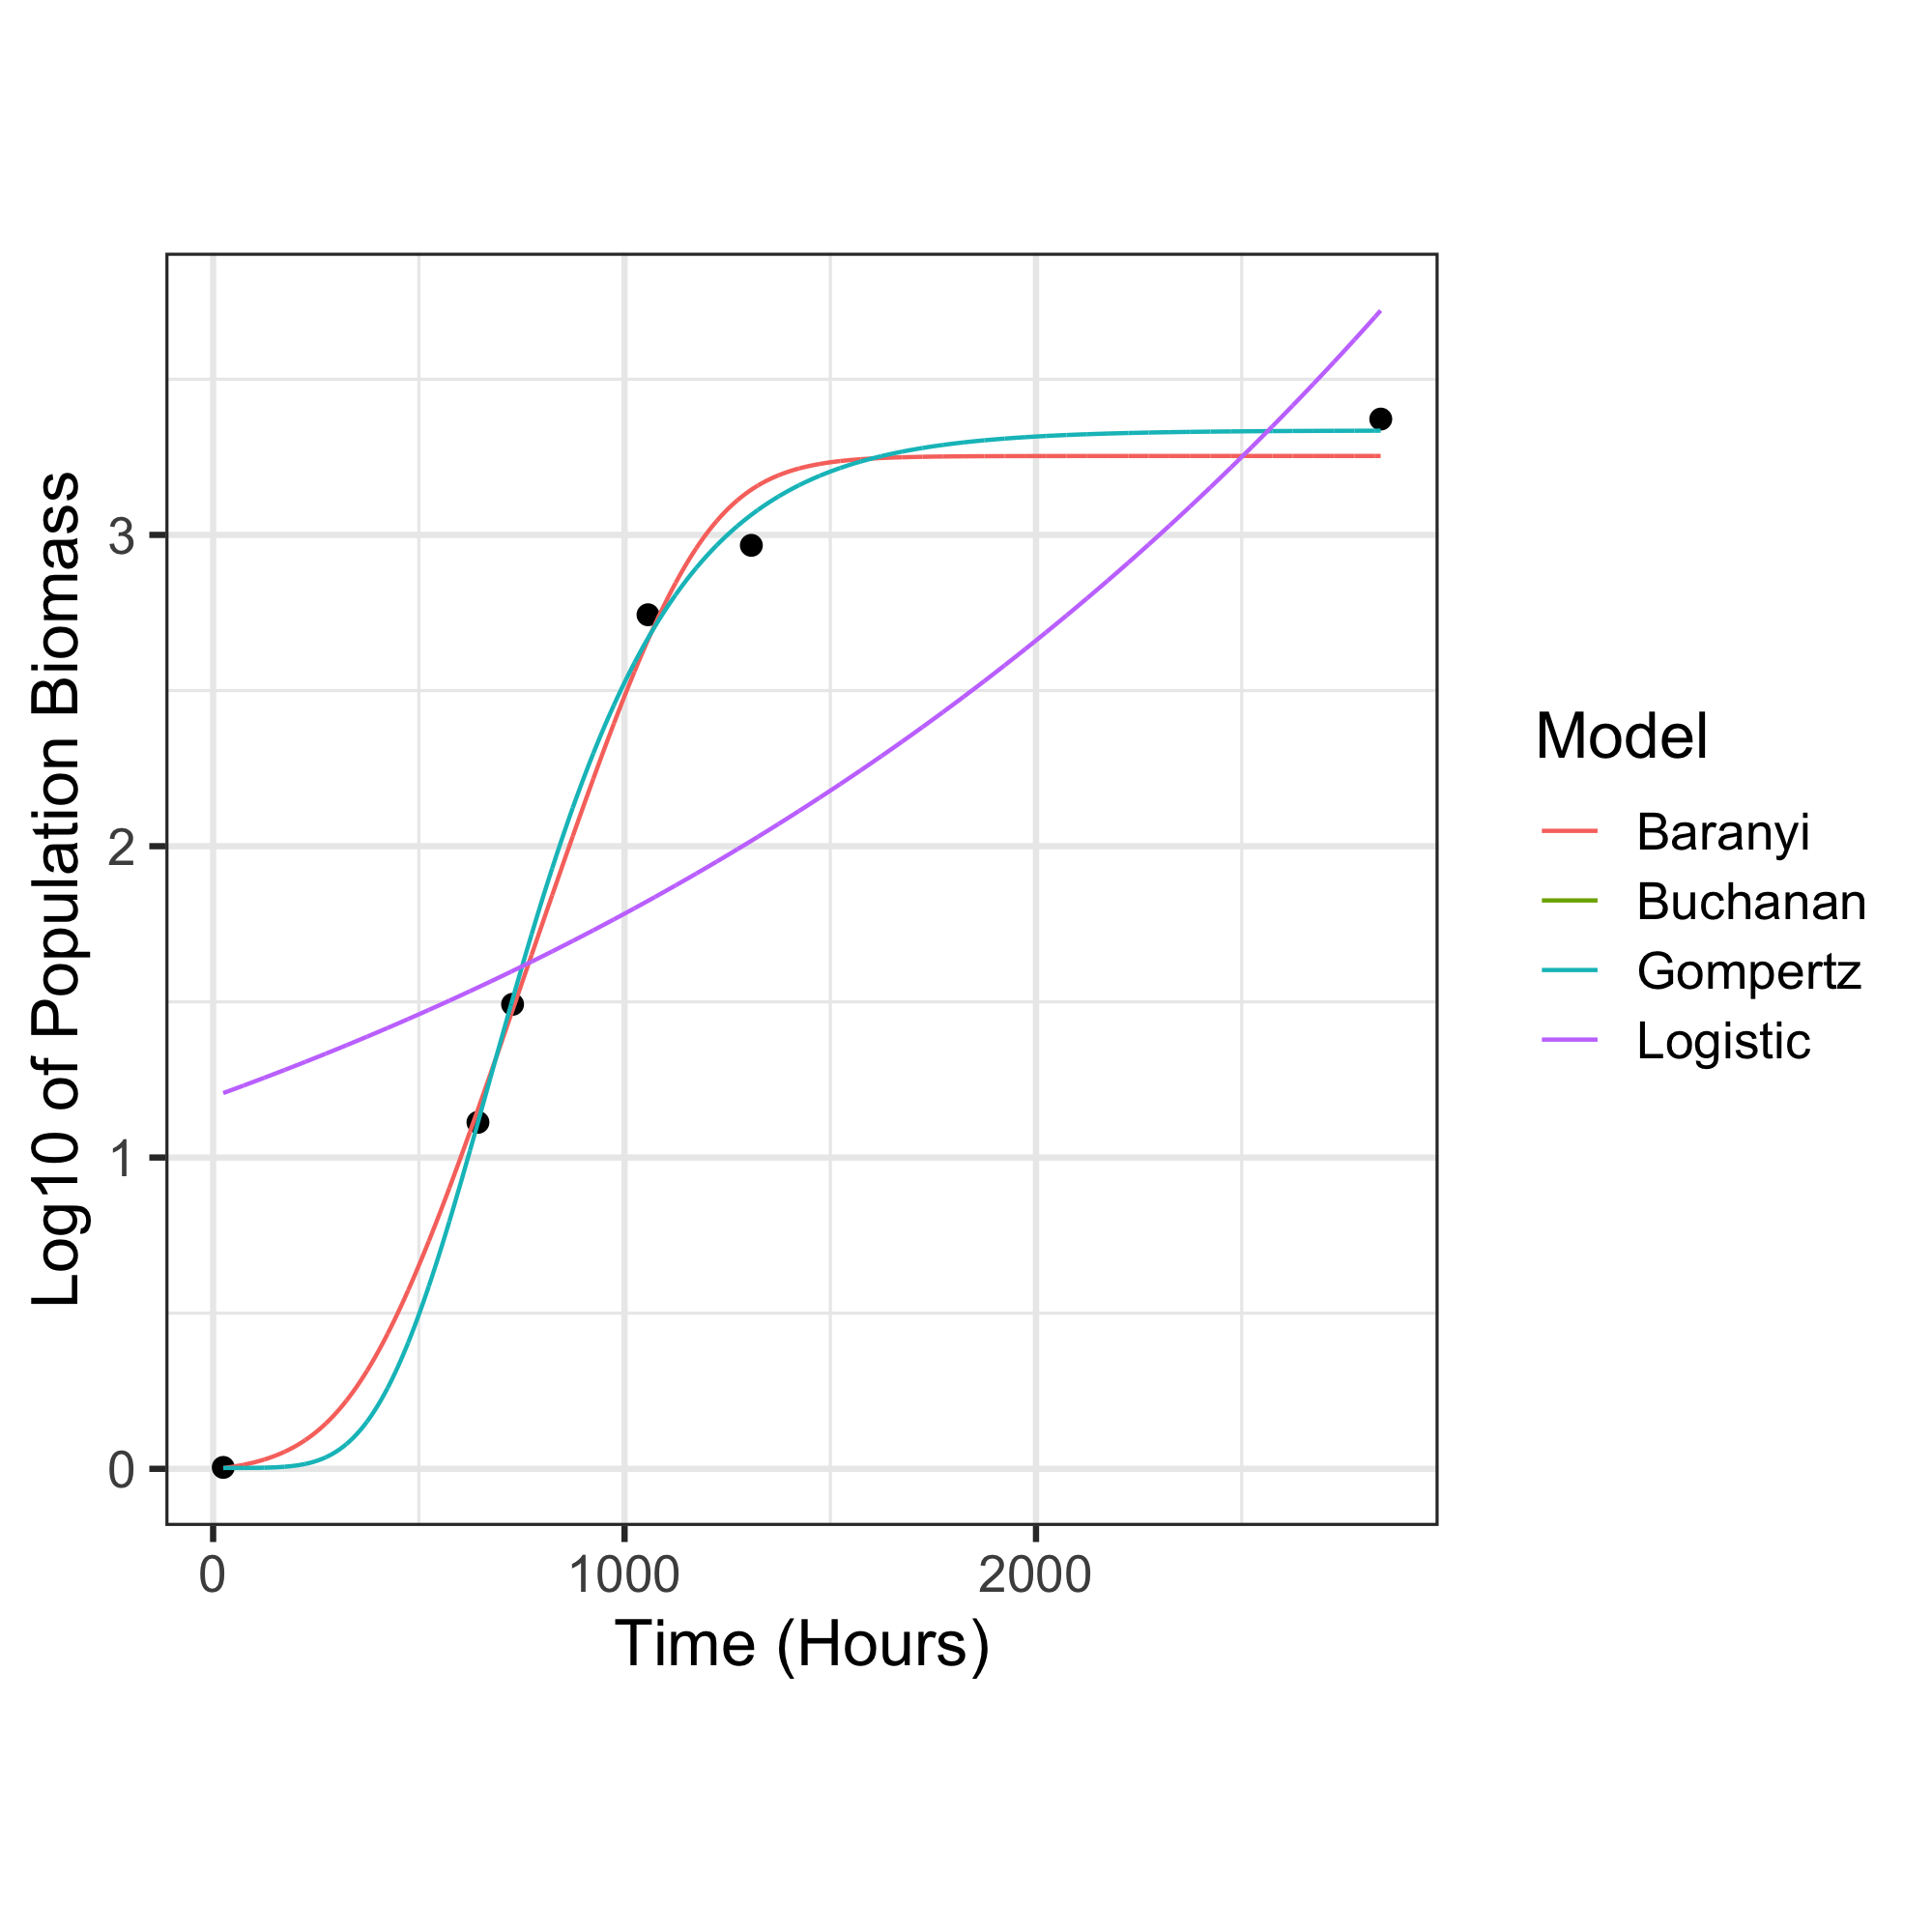 Log10 of Population Biomass
3
2
1
0
0 1000 2000
Time (Hours)
Model
Baranyi
Buchanan
Gompertz
Logistic